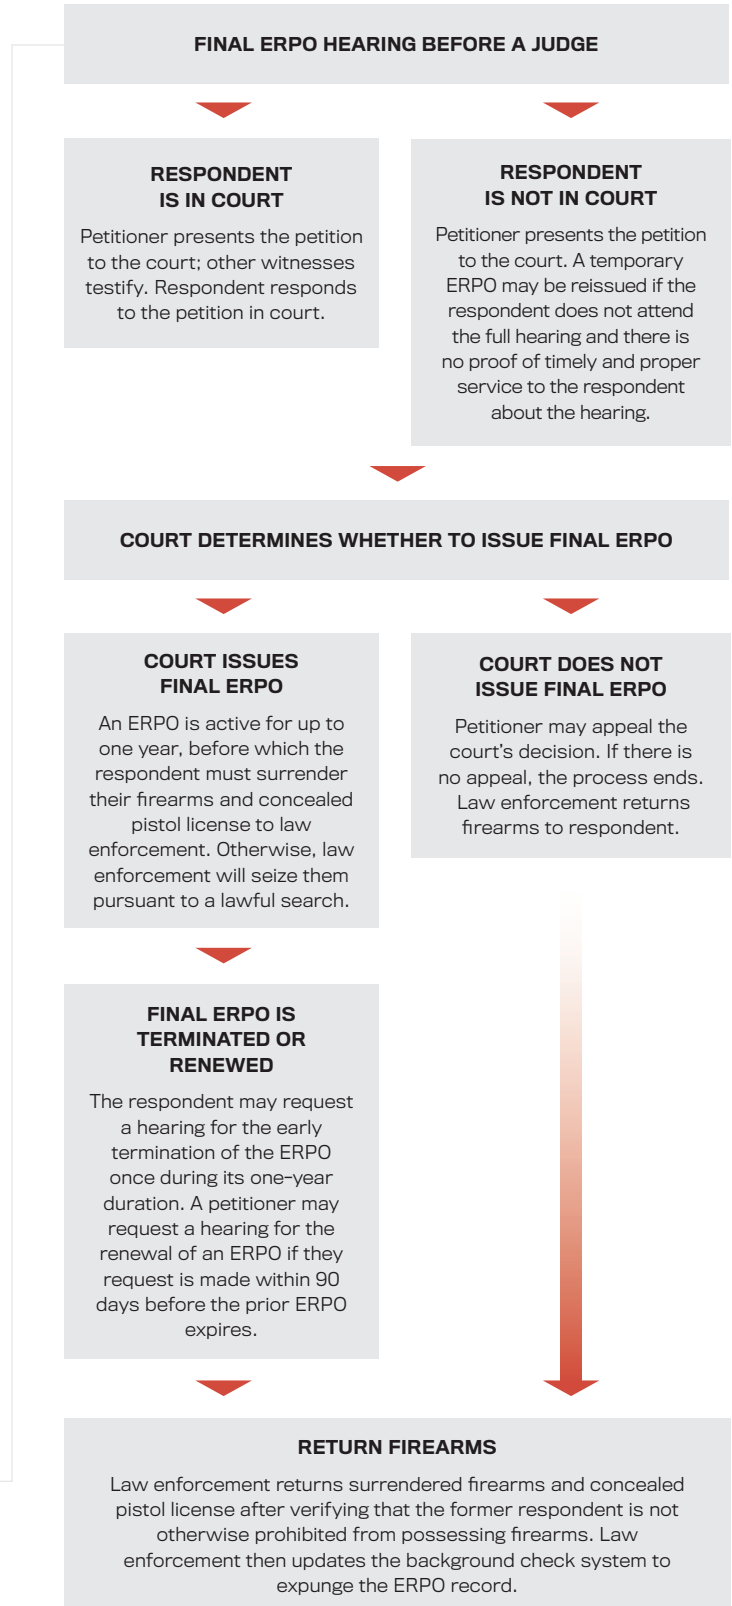 FINAL ERPO HEARING BEFORE A JUDGE
RESPONDENT
IS IN COURT
Petitioner presents the petition
to the court; other witnesses
testify. Respondent responds
to the petition in court.
RESPONDENT
IS NOT IN COURT
Petitioner presents the petition
to the court. A temporary
ERPO may be reissued if the
respondent does not attend
the full hearing and there is
no proof of timely and proper
service to the respondent
about the hearing.
COURT DETERMINES WHETHER TO ISSUE FINAL ERPO
COURT ISSUES
FINAL ERPO
An ERPO is active for up to
one year, before which the
respondent must surrender
their firearms and concealed
pistol license to law
enforcement. Otherwise, law
enforcement will seize them
pursuant to a lawful search.
COURT DOES NOT
ISSUE FINAL ERPO
Petitioner may appeal the
court's decision. If there is
no appeal, the process ends.
Law enforcement returns
firearms to respondent.
FINAL ERPO IS
TERMINATED OR
RENEWED
The respondent may request
a hearing for the early
termination of the ERPO
once during its one-year
duration. A petitioner may
request a hearing for the
renewal of an ERPO if they
request is made within 90
days before the prior ERPO
expires.
RETURN FIREARMS
Law enforcement returns surrendered firearms and concealed
pistol license after verifying that the former respondent is not
otherwise prohibited from possessing firearms. Law
enforcement then updates the background check system to
expunge the ERPO record.